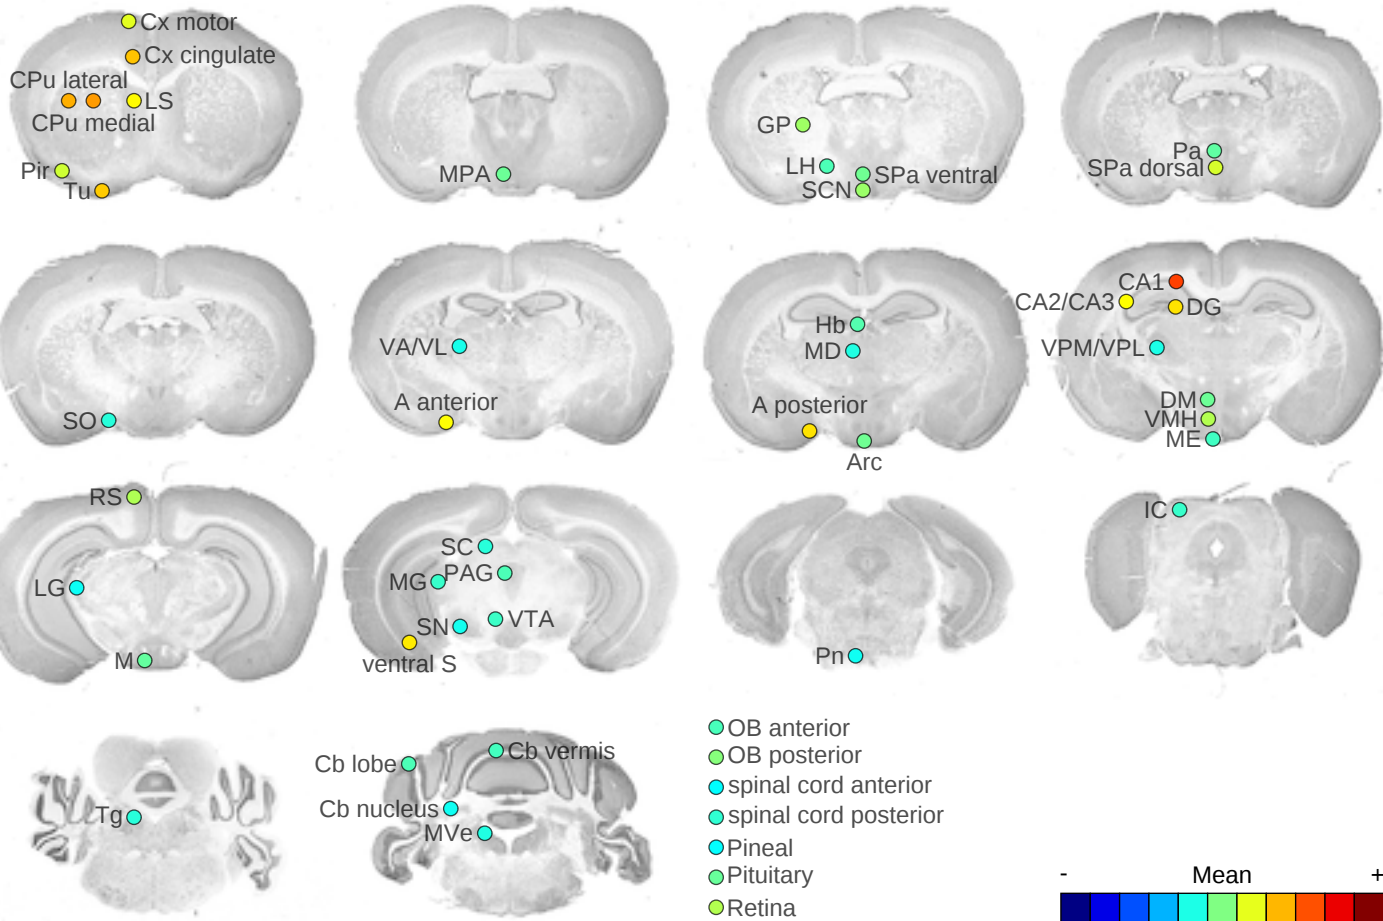 Cx motor
Cx cingulate
CPu lateral
LS
CPu medial
Pir
Tu
MPA
GP
LH
SPa ventral
SCN
Pa
SPa dorsal
SO
VA/VL
A anterior
Hb
MD
A posterior
Arc
CA1
CA2/CA3
DG
VPM/VPL
DM
VMH
ME
RS
LG
M
SC
MG
PAG
SN
VTA
ventral S
Pn
IC
Tg
Cb lobe
Cb vermis
Cb nucleus
MVe
OB anterior
OB posterior
spinal cord anterior
spinal cord posterior
Pineal
Pituitary
Retina
- Mean +